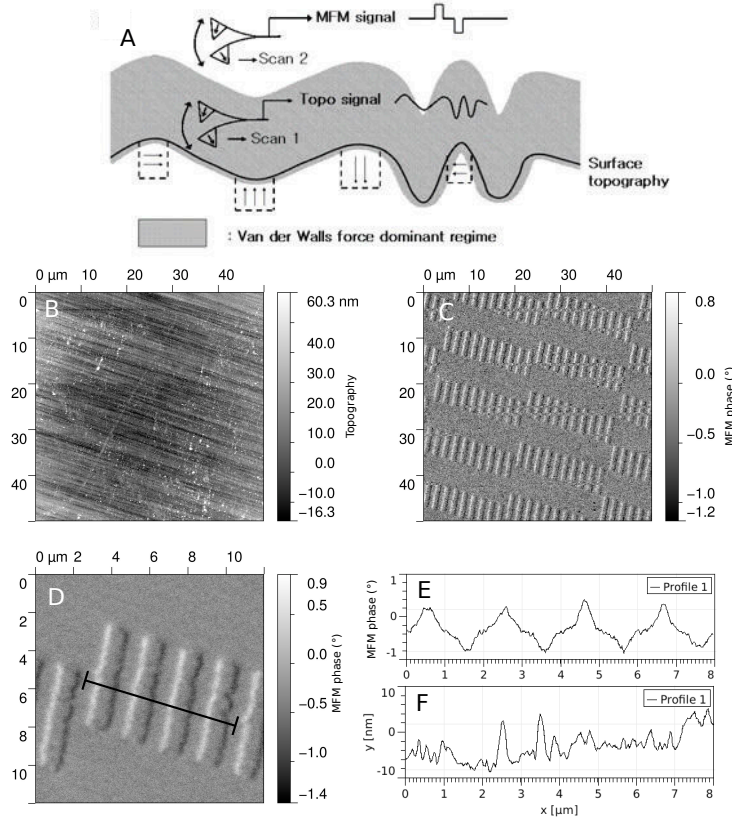 A
MFM signal
Scan 2
Topo signal
Scan 1
Surface
topography
: Van der Walls force dominant regime
0 µm 10 20 30 40
B
0
10
20
30
40
60.3 nm
40.0
30.0
20.0
10.0
0.0
−10.0
−16.3
Topography
0 µm 10 20 30 40
C
0
10
20
30
40
0.8
0.0
−0.5
−1.0
−1.2
MFM phase (°)
0 µm 2 4 6 8 10
D
0
2
4
6
8
10
0.9
0.5
0.0
−0.5
−1.0
−1.4
MFM phase (°)
E
Profile 1
MFM phase (°)
1
0
-1
0 1 2 3 4 5 6 7 8
F
Profile 1
y [nm]
10
0
-10
0 1 2 3 4 5 6 7 8
x [µm]